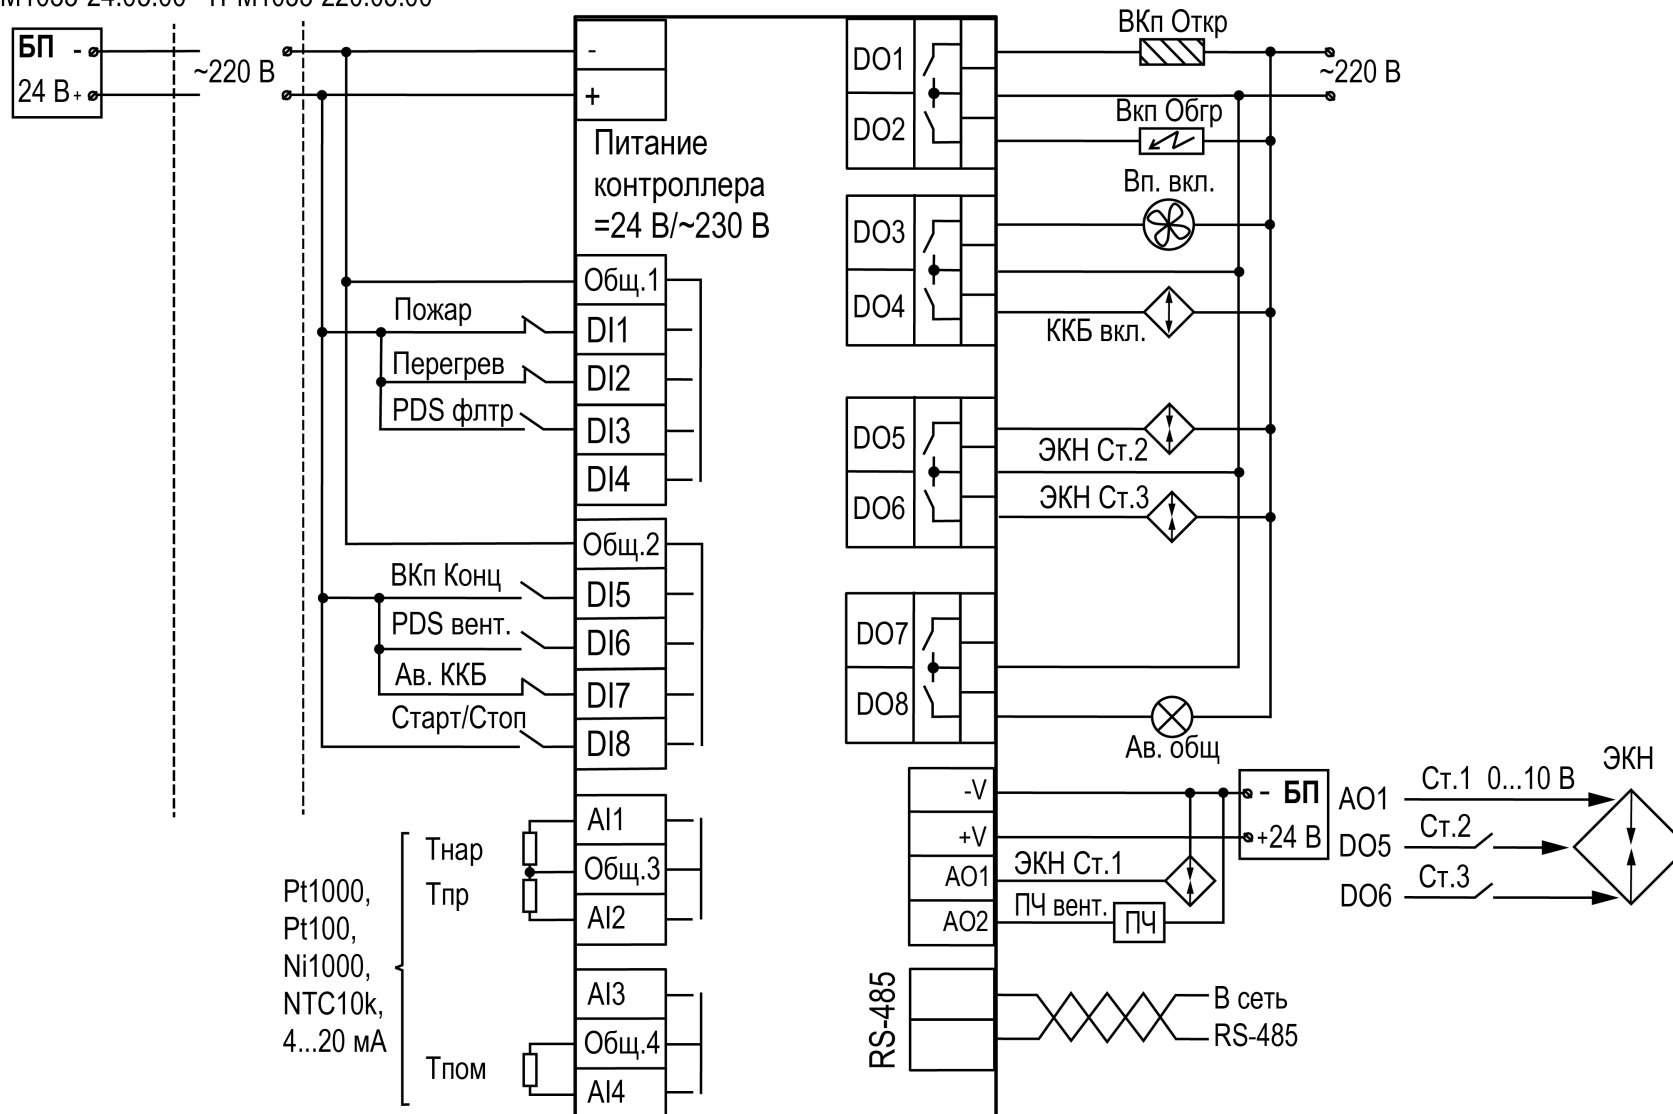 БП -
24 В +
~220 В
-
+
Питание
контроллера
=24 В/~230 В
Общ.1
Пожар
DI1
Перегрев
DI2
PDS флтр
DI3
DI4
Общ.2
ВКп Конц
DI5
PDS вент.
DI6
Ав. ККБ
DI7
Старт/Стоп
DI8
AI1
Тнар
Общ.3
Тпр
AI2
Pt1000,
Pt100,
Ni1000,
NTC10k,
4...20 мА
AI3
Общ.4
Тпом
AI4
ВКп Откр
DO1
~220 В
Вкп Обгр
DO2
Вп. вкл.
DO3
DO4
ККБ вкл.
DO5
ЭКН Ст.2
ЭКН Ст.3
DO6
DO7
DO8
Ав. общ
-V
- БП
+V
+24 В
ЭКН Ст.1
AO1
ПЧ вент.
AO2
ПЧ
RS-485
В сеть
RS-485
ЭКН
AO1
Ст.1 0...10 В
DO5
Ст.2
DO6
Ст.3